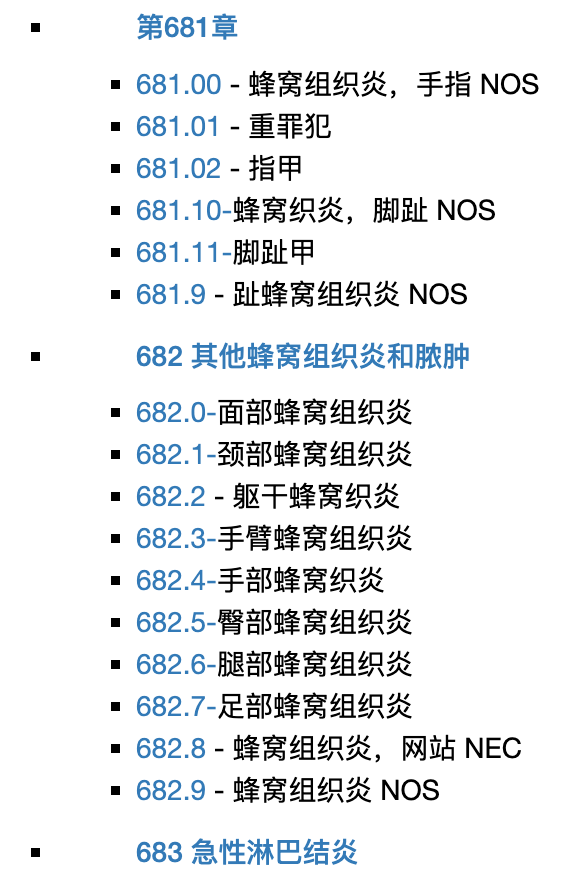 第681章
681.00 - 蜂窝组织炎，手指 NOS
681.01 - 重罪犯
681.02 - 指甲
681.10-蜂窝织炎，脚趾 NOS
681.11-脚趾甲
681.9 - 趾蜂窝组织炎 NOS
682 其他蜂窝组织炎和脓肿
682.0-面部蜂窝组织炎
682.1-颈部蜂窝组织炎
682.2 - 躯干蜂窝织炎
682.3-手臂蜂窝组织炎
682.4-手部蜂窝织炎
682.5-臀部蜂窝组织炎
682.6-腿部蜂窝组织炎
682.7-足部蜂窝组织炎
682.8 - 蜂窝组织炎，网站 NEC
682.9 - 蜂窝组织炎 NOS
683 急性淋巴结炎